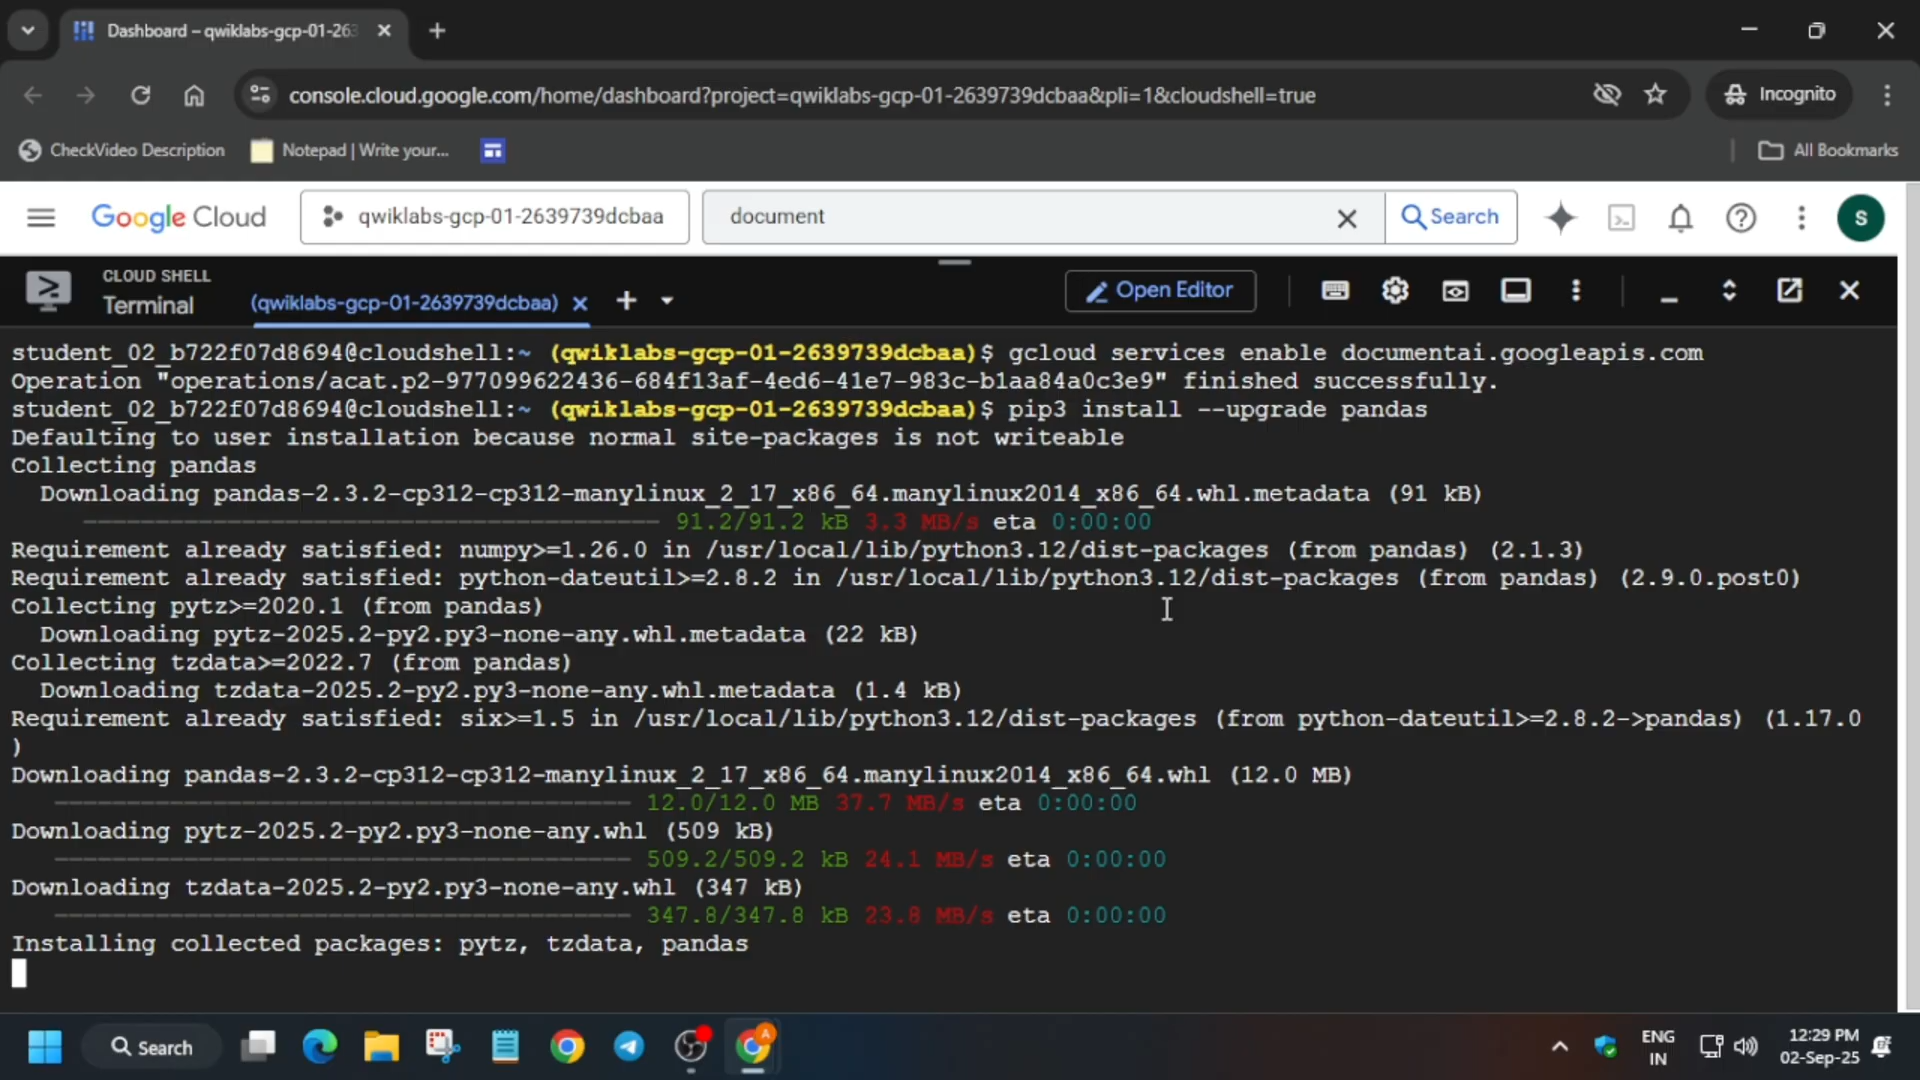 Dashboard – qwiklabs-gcp-01-263
console.cloud.google.com/home/dashboard?project=qwiklabs-gcp-01-2639739dcbaa&pli=1&cloudshell=true
Incognito
CheckVideo Description
Notepad | Write your...
All Bookmarks
Google Cloud
qwiklabs-gcp-01-2639739dcbaa
document
Search
S
CLOUD SHELL
Terminal
(qwiklabs-gcp-01-2639739dcbaa)
Open Editor
student_02_b722f07d8694@cloudshell:~ (qwiklabs-gcp-01-2639739dcbaa)$ gcloud services enable documentai.googleapis.com
Operation "operations/acat.p2-977099622436-684f13af-4ed6-41e7-983c-b1aa84a0c3e9" finished successfully.
student_02_b722f07d8694@cloudshell:~ (qwiklabs-gcp-01-2639739dcbaa)$ pip3 install --upgrade pandas
Defaulting to user installation because normal site-packages is not writeable
Collecting pandas
Downloading pandas-2.3.2-cp312-cp312-manylinux_2_17_x86_64.manylinux2014_x86_64.whl.metadata (91 kB)
91.2/91.2 kB 3.3 MB/s eta 0:00:00
Requirement already satisfied: numpy>=1.26.0 in /usr/local/lib/python3.12/dist-packages (from pandas) (2.1.3)
Requirement already satisfied: python-dateutil>=2.8.2 in /usr/local/lib/python3.12/dist-packages (from pandas) (2.9.0.post0)
Collecting pytz>=2020.1 (from pandas)
Downloading pytz-2025.2-py2.py3-none-any.whl.metadata (22 kB)
Collecting tzdata>=2022.7 (from pandas)
Downloading tzdata-2025.2-py2.py3-none-any.whl.metadata (1.4 kB)
Requirement already satisfied: six>=1.5 in /usr/local/lib/python3.12/dist-packages (from python-dateutil>=2.8.2->pandas) (1.17.0
)
Downloading pandas-2.3.2-cp312-cp312-manylinux_2_17_x86_64.manylinux2014_x86_64.whl (12.0 MB)
12.0/12.0 MB 37.7 MB/s eta 0:00:00
Downloading pytz-2025.2-py2.py3-none-any.whl (509 kB)
509.2/509.2 kB 24.1 MB/s eta 0:00:00
Downloading tzdata-2025.2-py2.py3-none-any.whl (347 kB)
347.8/347.8 kB 23.8 MB/s eta 0:00:00
Installing collected packages: pytz, tzdata, pandas
Search
A
ENG
IN
12:29 PM
02-Sep-25